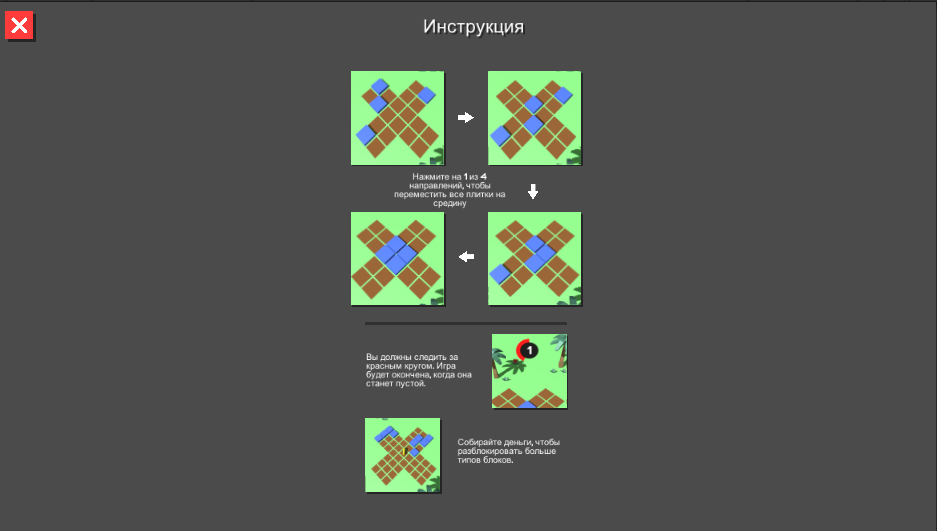 Инструкция
Нажмите на 1 из 4
направлений, чтобы
переместить все плитки на
средину
Вы должны следить за
красным кругом. Игра
будет окончена, когда она
станет пустой.
1
Собирайте деньги, чтобы
разблокировать больше
типов блоков.